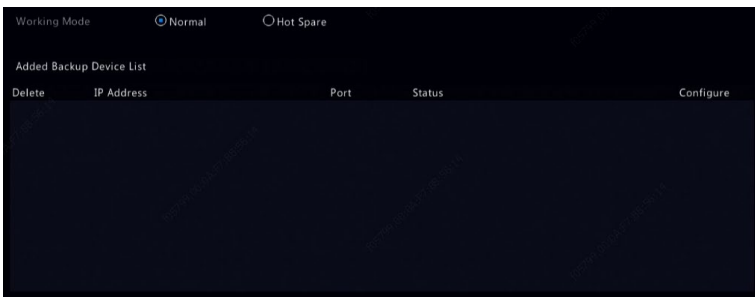 Working Mode Normal Hot Spare
Added Backup Device List
Delete IP Address Port Status Configure